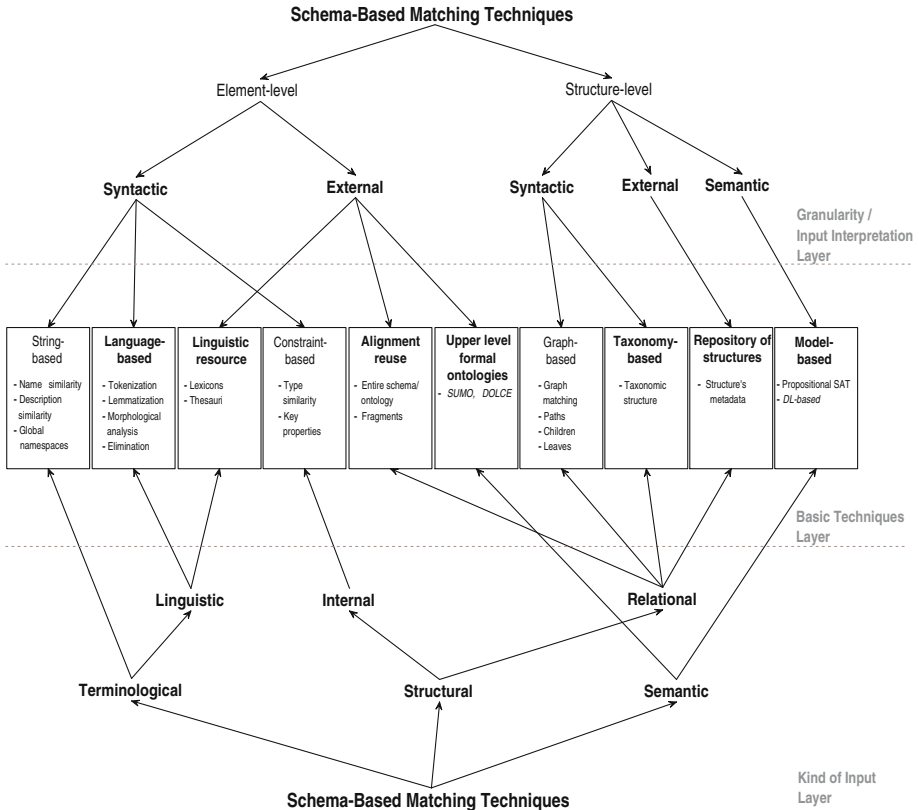 Schema-Based Matching Techniques
Element-level
Structure-level
Syntactic
External
Syntactic
External
Semantic
Granularity /
Input Interpretation
Layer
String-
based
- Name similarity
- Description
similarity
- Global
namespaces
Language-
based
- Tokenization
- Lemmatization
- Morphological
analysis
- Elimination
Linguistic
resource
- Lexicons
- Thesauri
Constraint-
based
- Type
similarity
- Key
properties
Alignment
reuse
- Entire schema/
ontology
- Fragments
Upper level
formal
ontologies
- SUMO, DOLCE
Graph-
based
- Graph
matching
- Paths
- Children
- Leaves
Taxonomy-
based
- Taxonomic
structure
Repository of
structures
- Structure's
metadata
Model-
based
- Propositional SAT
- DL-based
Basic Techniques
Layer
Linguistic
Internal
Relational
Terminological
Structural
Semantic
Kind of Input
Layer
Schema-Based Matching Techniques